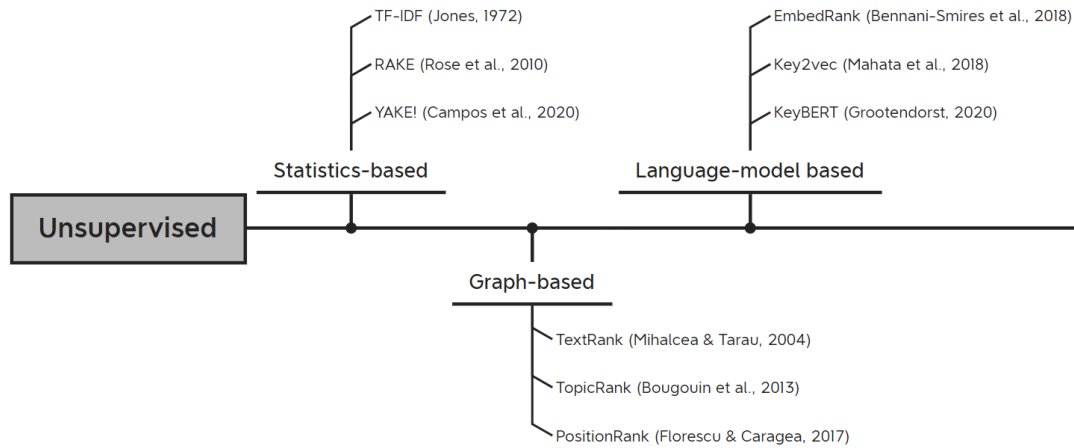 TF-IDF (Jones, 1972)
RAKE (Rose et al., 2010)
YAKE! (Campos et al., 2020)
Statistics-based
EmbedRank (Bennani-Smires et al., 2018)
Key2vec (Mahata et al., 2018)
KeyBERT (Grootendorst, 2020)
Language-model based
Unsupervised
Graph-based
TextRank (Mihalcea & Tarau, 2004)
TopicRank (Bougouin et al., 2013)
PositionRank (Florescu & Caragea, 2017)